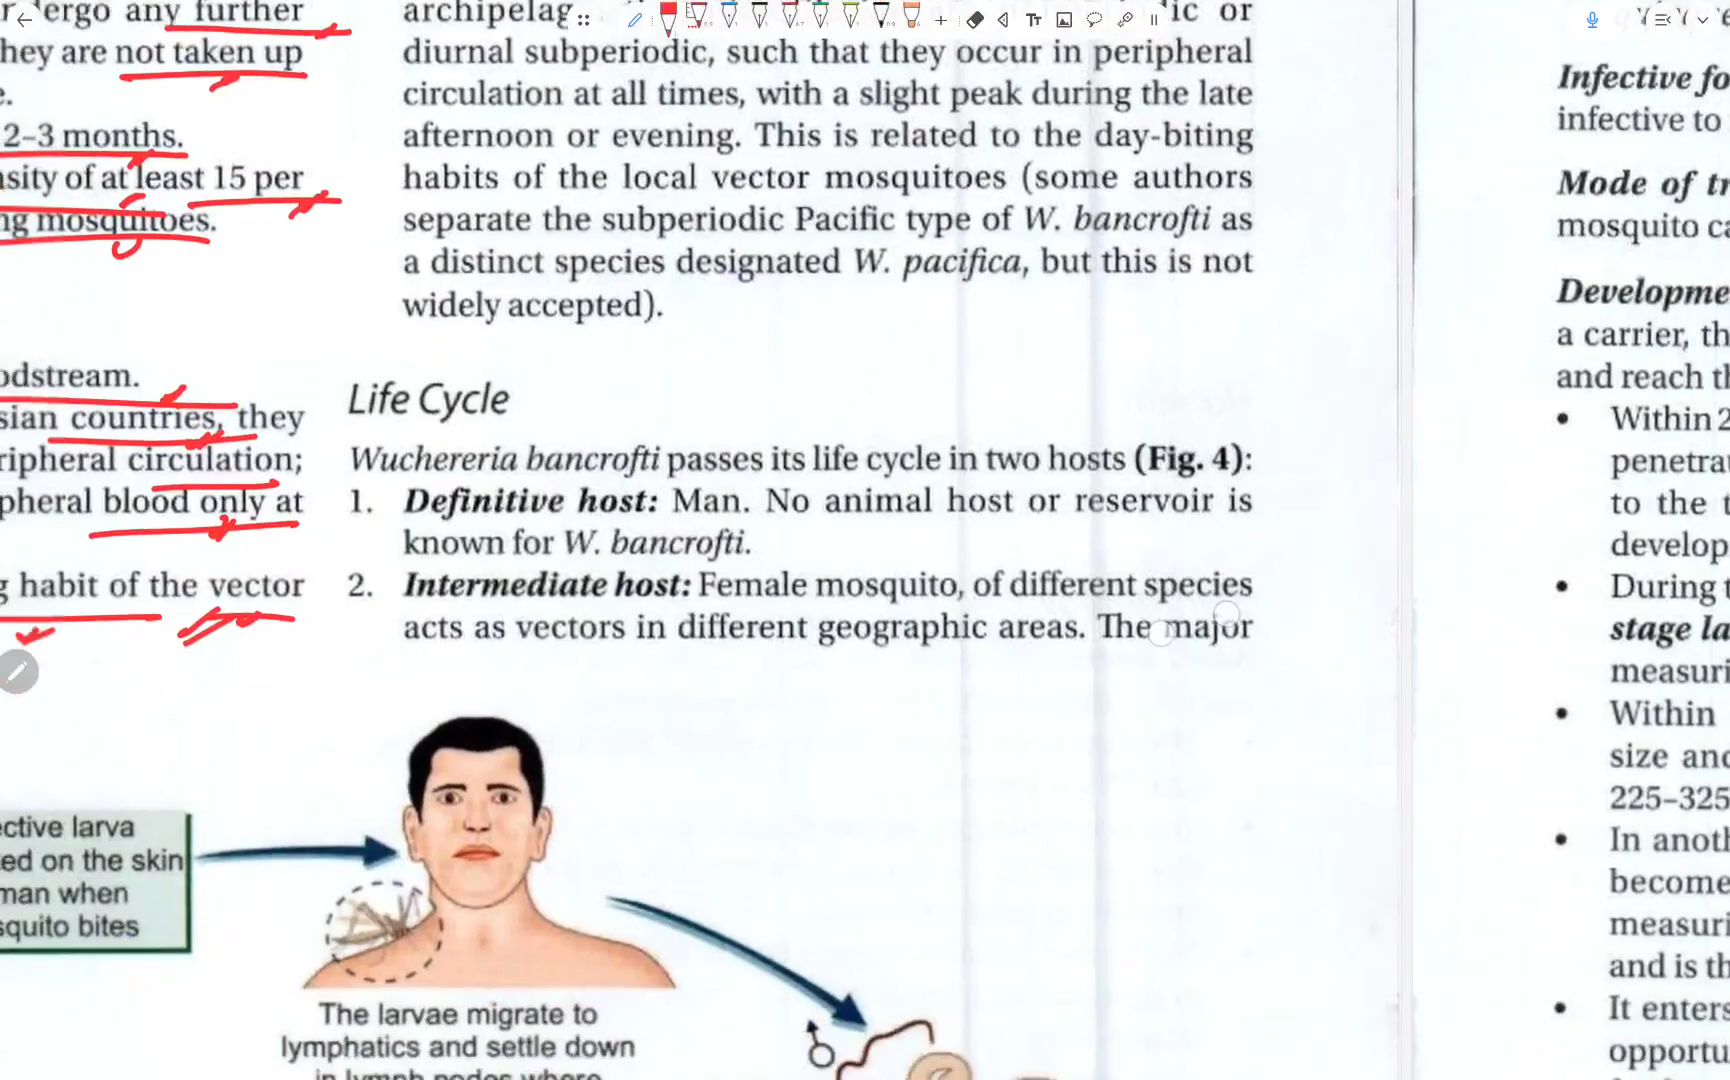 dergo any further
hey are not taken up
e.
2–3 months.
sity of at least 15 per
ng mosquitoes.
odstream.
sian countries, they
ripheral circulation;
pheral blood only at
g habit of the vector
archipelag
ic or
diurnal subperiodic, such that they occur in peripheral
circulation at all times, with a slight peak during the late
afternoon or evening. This is related to the day-biting
habits of the local vector mosquitoes (some authors
separate the subperiodic Pacific type of W. bancrofti as
a distinct species designated W. pacifica, but this is not
widely accepted).
Life Cycle
Wuchereria bancrofti passes its life cycle in two hosts (Fig. 4):
1. Definitive host: Man. No animal host or reservoir is
known for W. bancrofti.
2. Intermediate host: Female mosquito, of different species
acts as vectors in different geographic areas. The major
ective larva
ed on the skin
man when
squito bites
The larvae migrate to
lymphatics and settle down
in lymph nodes where
Infective fo
infective to
Mode of tr
mosquito ca
Developme
a carrier, th
and reach th
• Within 2
penetrat
to the t
develop
• During t
stage la
measuri
• Within
size and
225–325
• In anoth
become
measuri
and is th
• It enters
opportu